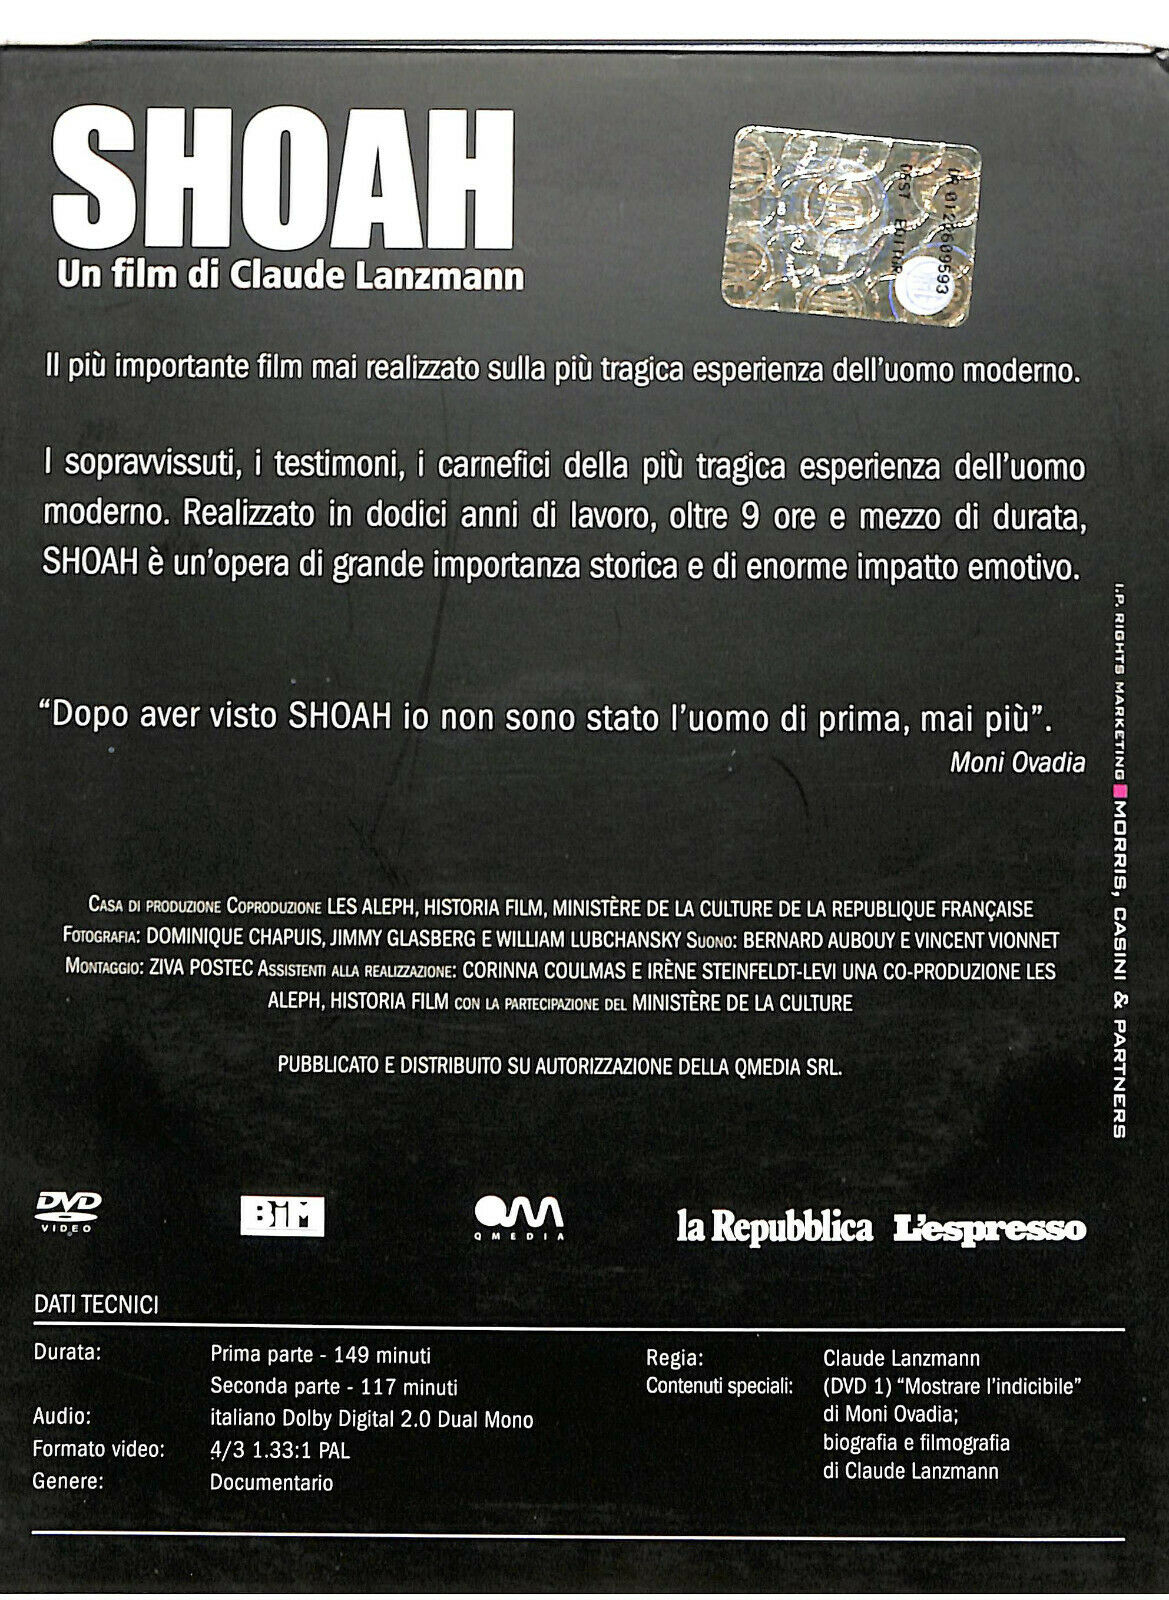 SHOAH
Un film di Claude Lanzmann
DEST EDITOR
01220609593
Il più importante film mai realizzato sulla più tragica esperienza dell'uomo moderno.
I sopravvissuti, i testimoni, i carnefici della più tragica esperienza dell'uomo
moderno. Realizzato in dodici anni di lavoro, oltre 9 ore e mezzo di durata,
SHOAH è un'opera di grande importanza storica e di enorme impatto emotivo.
“Dopo aver visto SHOAH io non sono stato l'uomo di prima, mai più”.
Moni Ovadia
I.P. RIGHTS MARKETING MORRIS, CASINI & PARTNERS
CASA DI PRODUZIONE COPRODUZIONE LES ALEPH, HISTORIA FILM, MINISTÈRE DE LA CULTURE DE LA REPUBLIQUE FRANÇAISE
FOTOGRAFIA: DOMINIQUE CHAPUIS, JIMMY GLASBERG E WILLIAM LUBCHANSKY SUONO: BERNARD AUBOUY E VINCENT VIONNET
MONTAGGIO: ZIVA POSTEC ASSISTENTI ALLA REALIZZAZIONE: CORINNA COULMAS E IRÈNE STEINFELDT-LEVI UNA CO-PRODUZIONE LES
ALEPH, HISTORIA FILM CON LA PARTECIPAZIONE DEL MINISTÈRE DE LA CULTURE
PUBBLICATO E DISTRIBUITO SU AUTORIZZAZIONE DELLA QMEDIA SRL.
DVD
VIDEO
BiM
QM
QMEDIA
la Repubblica L'espresso
DATI TECNICI
Durata: Prima parte - 149 minuti
Seconda parte - 117 minuti
Audio: italiano Dolby Digital 2.0 Dual Mono
Formato video: 4/3 1.33:1 PAL
Genere: Documentario
Regia: Claude Lanzmann
Contenuti speciali: (DVD 1) “Mostrare l'indicibile”
di Moni Ovadia;
biografia e filmografia
di Claude Lanzmann